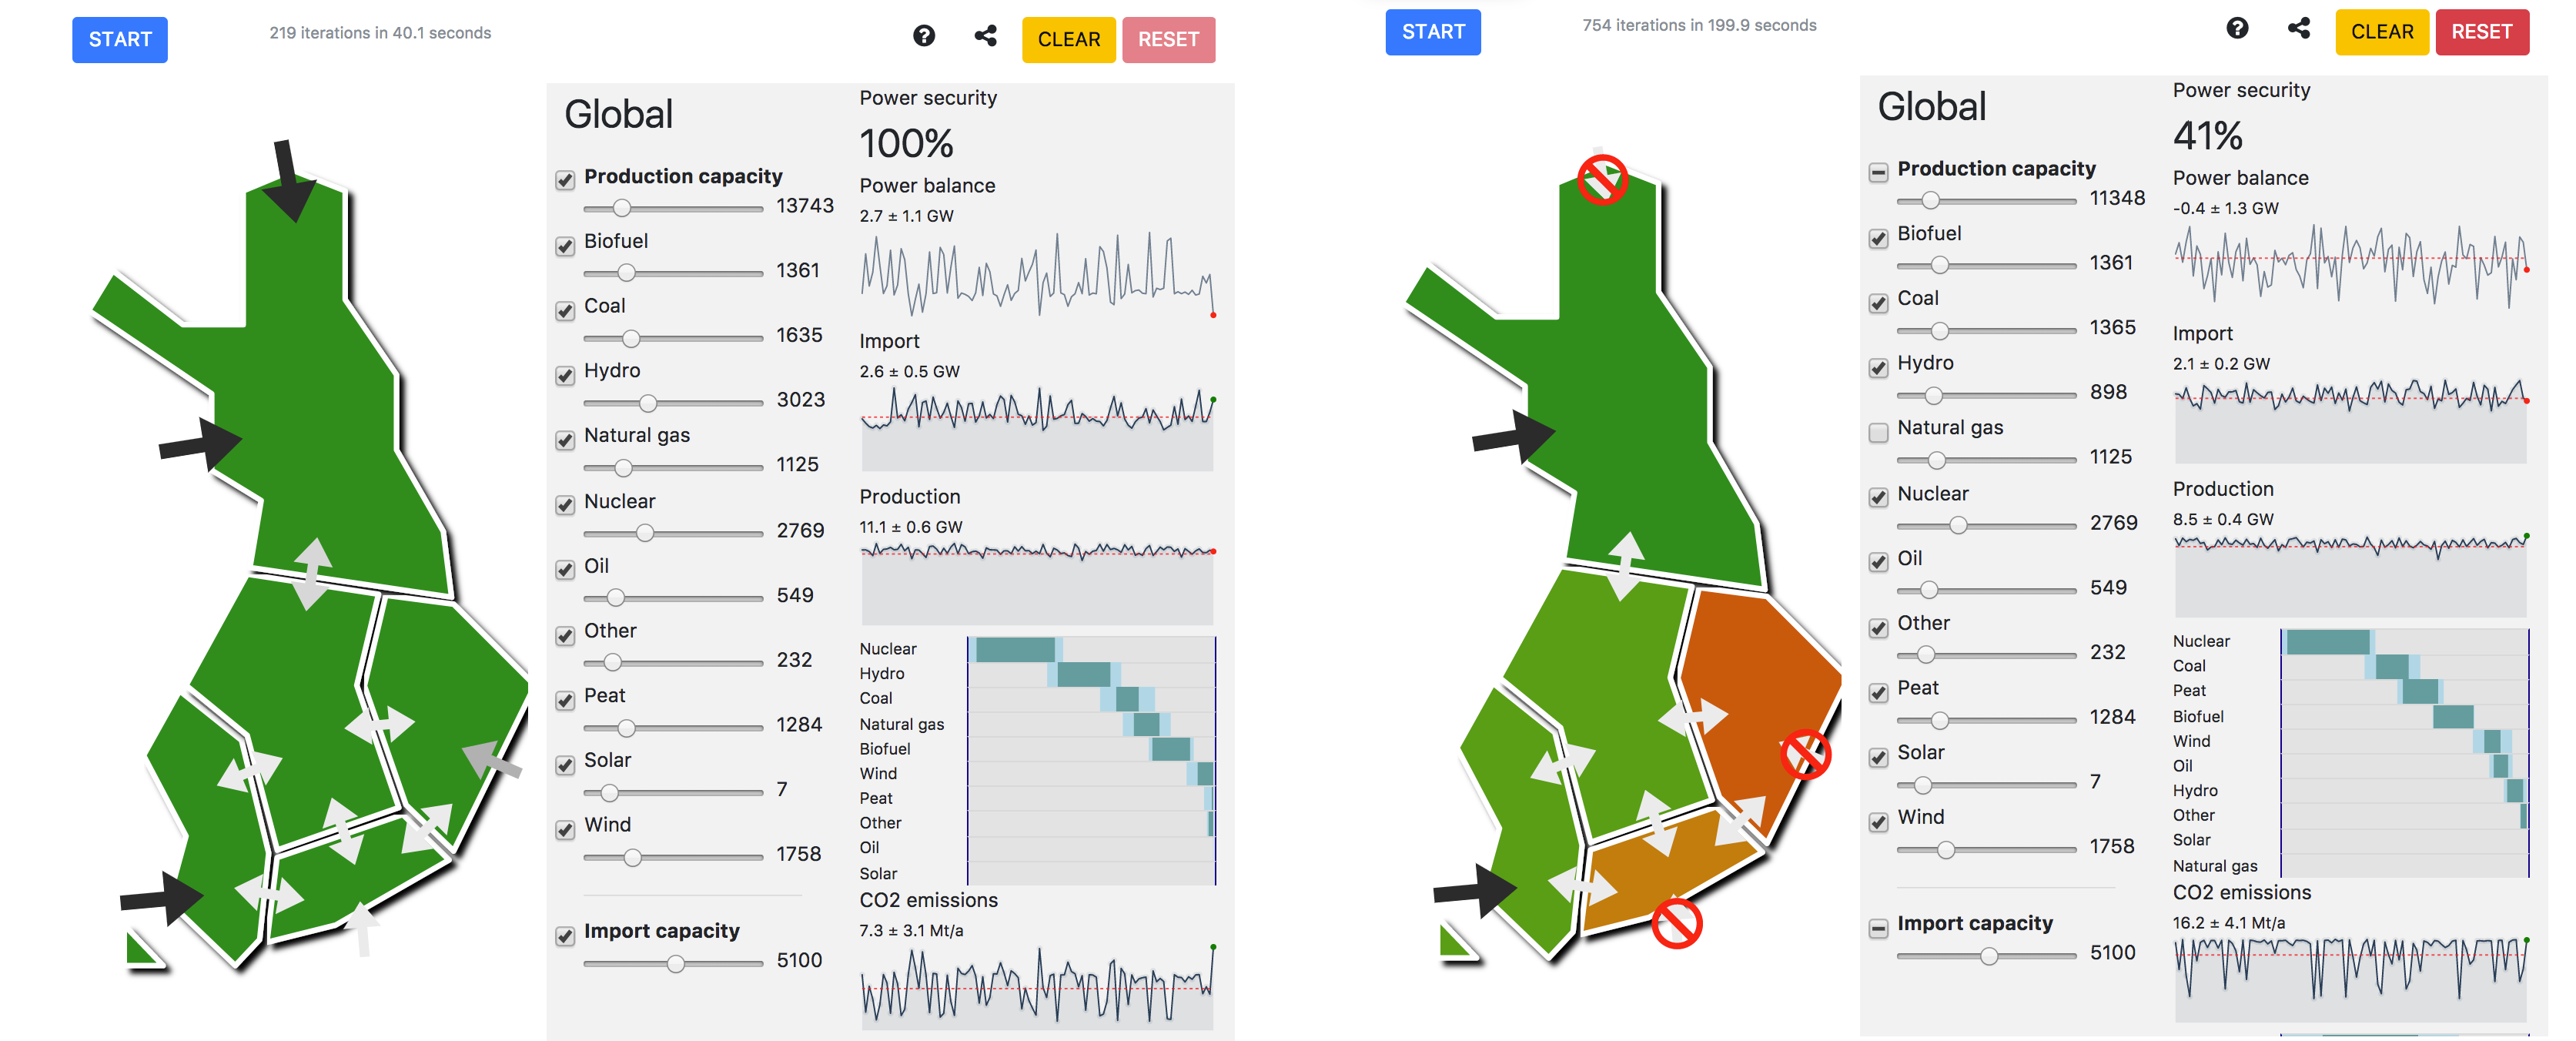 START
219 iterations in 40.1 seconds
CLEAR
RESET
Global
Production capacity
13743
Biofuel
1361
Coal
1635
Hydro
3023
Natural gas
1125
Nuclear
2769
Oil
549
Other
232
Peat
1284
Solar
7
Wind
1758
Import capacity
5100
Power security
100%
Power balance
2.7 ± 1.1 GW
Import
2.6 ± 0.5 GW
Production
11.1 ± 0.6 GW
Nuclear
Hydro
Coal
Natural gas
Biofuel
Wind
Peat
Other
Oil
Solar
CO2 emissions
7.3 ± 3.1 Mt/a
START
754 iterations in 199.9 seconds
CLEAR
RESET
Global
Production capacity
11348
Biofuel
1361
Coal
1365
Hydro
898
Natural gas
1125
Nuclear
2769
Oil
549
Other
232
Peat
1284
Solar
7
Wind
1758
Import capacity
5100
Power security
41%
Power balance
-0.4 ± 1.3 GW
Import
2.1 ± 0.2 GW
Production
8.5 ± 0.4 GW
Nuclear
Coal
Peat
Biofuel
Wind
Oil
Hydro
Other
Solar
Natural gas
CO2 emissions
16.2 ± 4.1 Mt/a